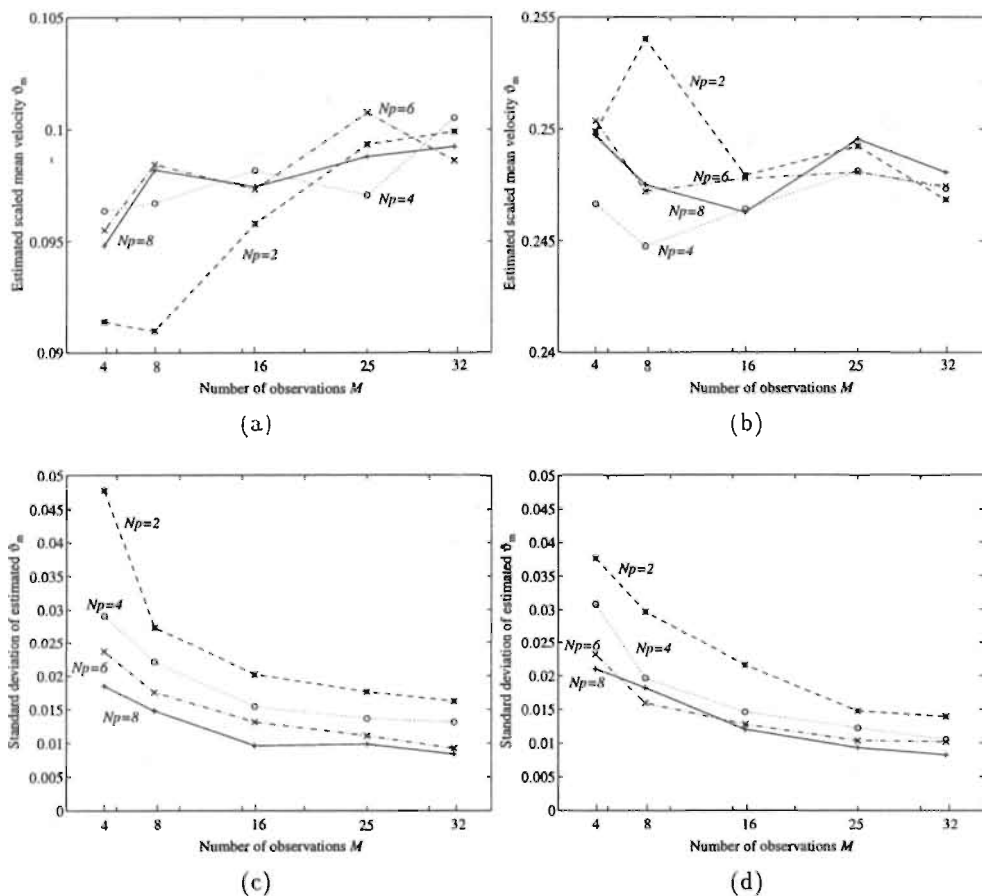 0.105
0.1
0.095
0.09
Estimated scaled mean velocity v̂m
Np=6
Np=4
Np=8
Np=2
4 8 16 25 32
Number of observations M
(a)
0.255
0.25
0.245
0.24
Estimated scaled mean velocity v̂m
Np=2
Np=6
Np=8
Np=4
4 8 16 25 32
Number of observations M
(b)
0.05
0.045
0.04
0.035
0.03
0.025
0.02
0.015
0.01
0.005
0
Standard deviation of estimated v̂m
Np=2
Np=4
Np=6
Np=8
4 8 16 25 32
Number of observations M
(c)
0.05
0.045
0.04
0.035
0.03
0.025
0.02
0.015
0.01
0.005
0
Standard deviation of estimated v̂m
Np=2
Np=4
Np=6
Np=8
4 8 16 25 32
Number of observations M
(d)